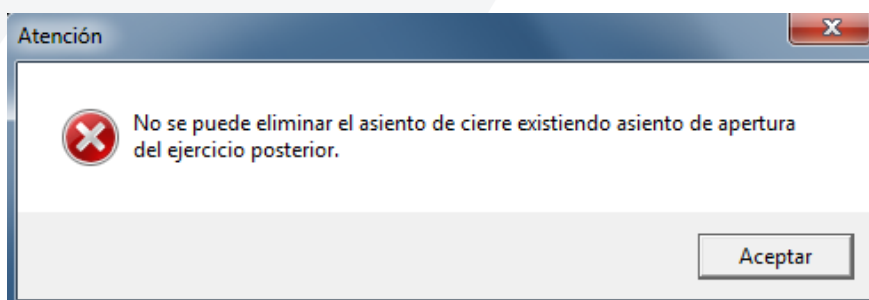 Atención
No se puede eliminar el asiento de cierre existiendo asiento de apertura
del ejercicio posterior.
Aceptar